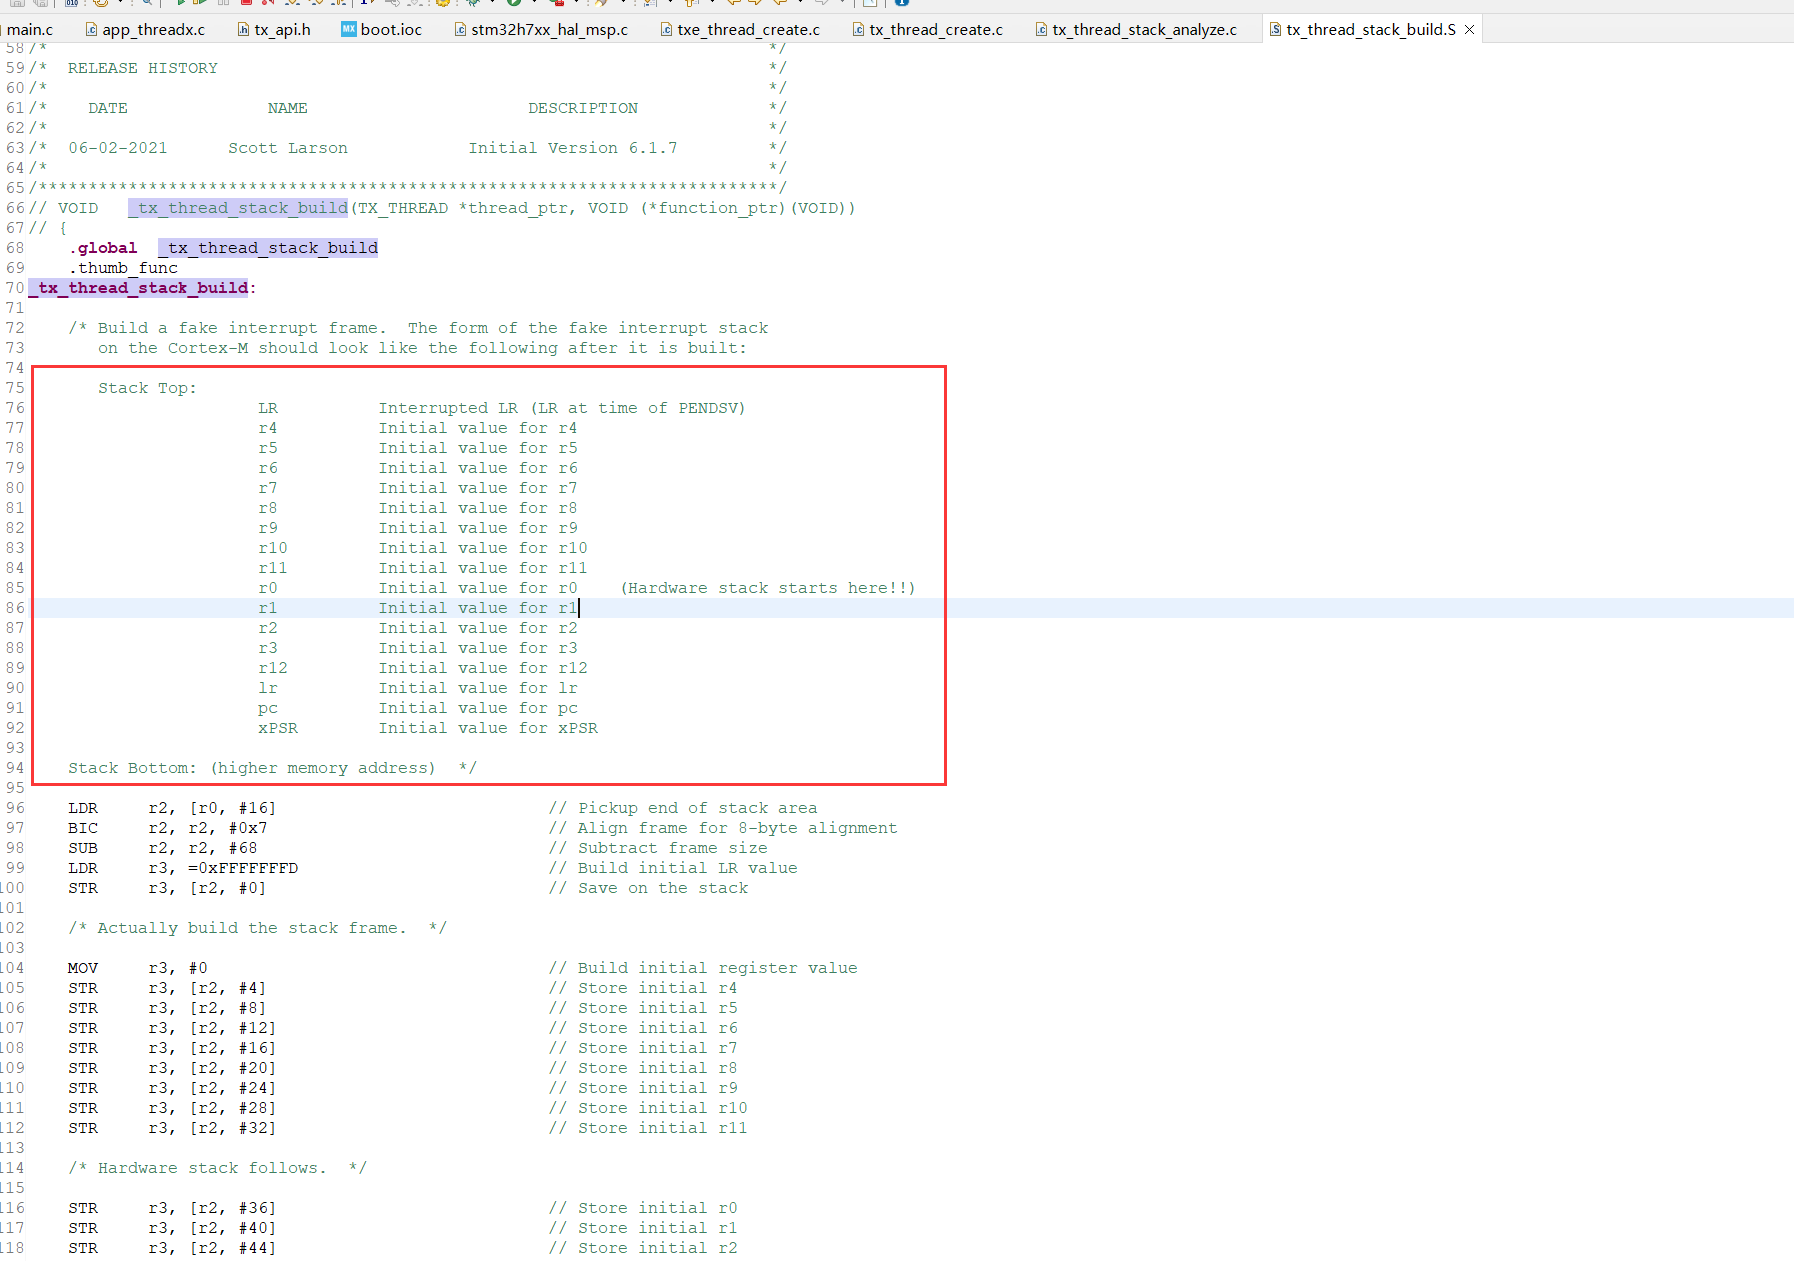 main.c app_threadx.c tx_api.h MX boot.ioc stm32h7xx_hal_msp.c txe_thread_create.c tx_thread_create.c tx_thread_stack_analyze.c tx_thread_stack_build.S
58 /* */
59 /* RELEASE HISTORY */
60 /* */
61 /* DATE NAME DESCRIPTION */
62 /* */
63 /* 06-02-2021 Scott Larson Initial Version 6.1.7 */
64 /* */
65 /**************************************************************************/
66 // VOID _tx_thread_stack_build(TX_THREAD *thread_ptr, VOID (*function_ptr)(VOID))
67 // {
68 .global _tx_thread_stack_build
69 .thumb_func
70 _tx_thread_stack_build:
71
72 /* Build a fake interrupt frame. The form of the fake interrupt stack
73 on the Cortex-M should look like the following after it is built:
74
75 Stack Top:
76 LR Interrupted LR (LR at time of PENDSV)
77 r4 Initial value for r4
78 r5 Initial value for r5
79 r6 Initial value for r6
80 r7 Initial value for r7
81 r8 Initial value for r8
82 r9 Initial value for r9
83 r10 Initial value for r10
84 r11 Initial value for r11
85 r0 Initial value for r0 (Hardware stack starts here!!)
86 r1 Initial value for r1
87 r2 Initial value for r2
88 r3 Initial value for r3
89 r12 Initial value for r12
90 lr Initial value for lr
91 pc Initial value for pc
92 xPSR Initial value for xPSR
93
94 Stack Bottom: (higher memory address) */
95
96 LDR r2, [r0, #16] // Pickup end of stack area
97 BIC r2, r2, #0x7 // Align frame for 8-byte alignment
98 SUB r2, r2, #68 // Subtract frame size
99 LDR r3, =0xFFFFFFFD // Build initial LR value
100 STR r3, [r2, #0] // Save on the stack
101
102 /* Actually build the stack frame. */
103
104 MOV r3, #0 // Build initial register value
105 STR r3, [r2, #4] // Store initial r4
106 STR r3, [r2, #8] // Store initial r5
107 STR r3, [r2, #12] // Store initial r6
108 STR r3, [r2, #16] // Store initial r7
109 STR r3, [r2, #20] // Store initial r8
110 STR r3, [r2, #24] // Store initial r9
111 STR r3, [r2, #28] // Store initial r10
112 STR r3, [r2, #32] // Store initial r11
113
114 /* Hardware stack follows. */
115
116 STR r3, [r2, #36] // Store initial r0
117 STR r3, [r2, #40] // Store initial r1
118 STR r3, [r2, #44] // Store initial r2